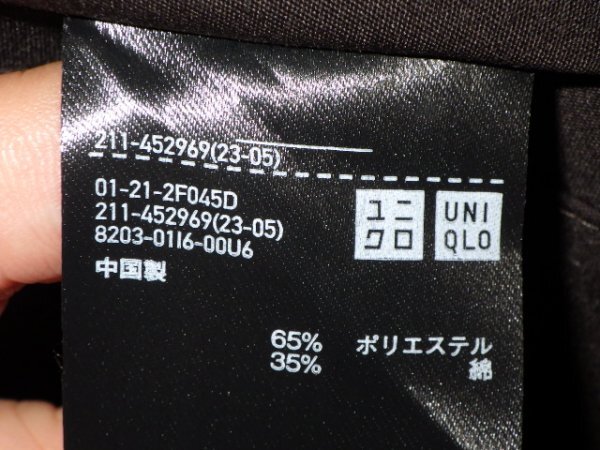 211-452969(23-05)
01-21-2F045D
211-452969(23-05)
8203-01I6-00U6
中国製
ユニ
クロ
UNI
QLO
65% ポリエステル
35% 綿